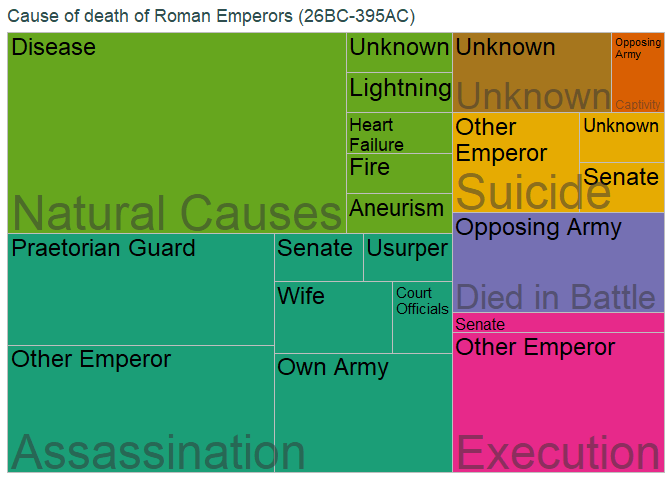 Cause of death of Roman Emperors (26BC-395AC)
Disease
Natural Causes
Unknown
Lightning
Heart
Failure
Fire
Aneurism
Praetorian Guard
Other Emperor
Assassination
Senate
Usurper
Wife
Court
Officials
Own Army
Unknown
Unknown
Opposing
Army
Captivity
Other
Emperor
Suicide
Unknown
Senate
Opposing Army
Died in Battle
Senate
Other Emperor
Execution